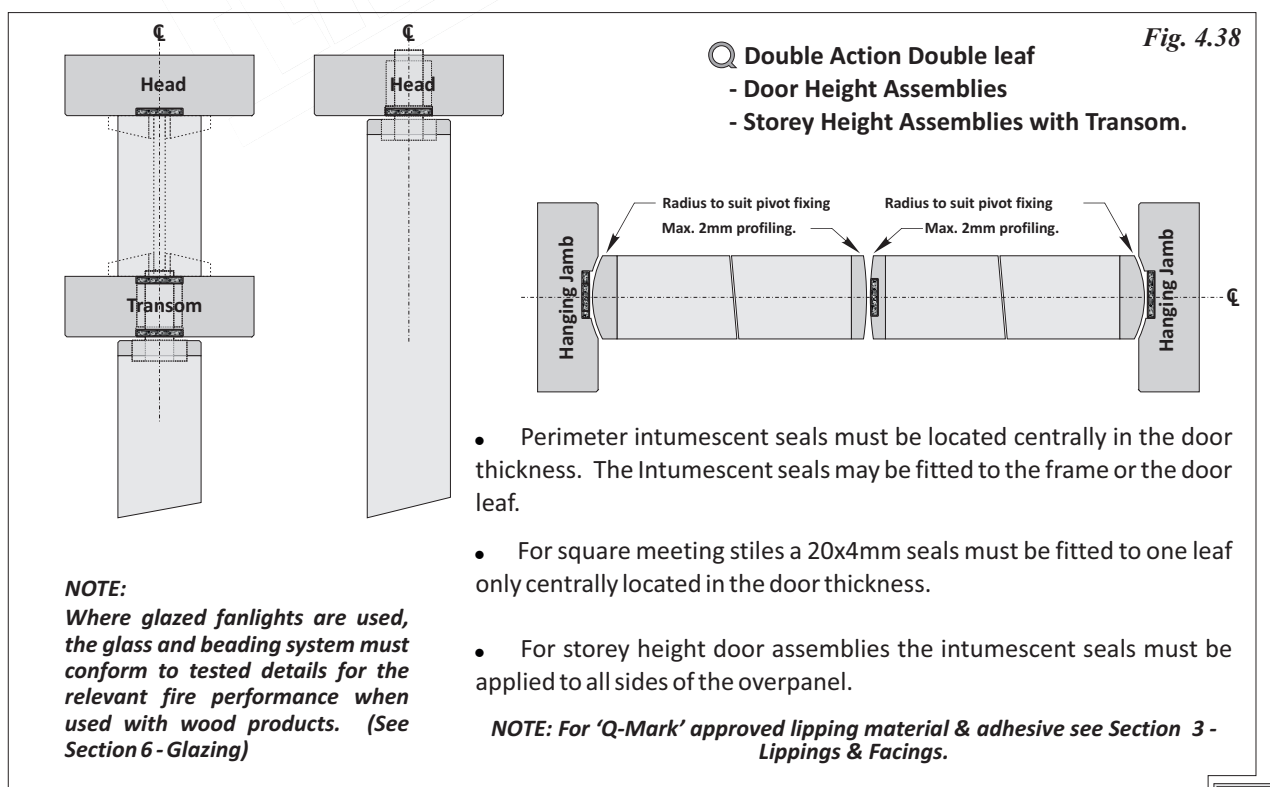 Fig. 4.38
Double Action Double leaf
- Door Height Assemblies
- Storey Height Assemblies with Transom.
℄
Head
Transom
℄
Head
Radius to suit pivot fixing
Max. 2mm profiling.
Radius to suit pivot fixing
Max. 2mm profiling.
Hanging Jamb
Hanging Jamb
℄
• Perimeter intumescent seals must be located centrally in the door
thickness. The Intumescent seals may be fitted to the frame or the door
leaf.
• For square meeting stiles a 20x4mm seals must be fitted to one leaf
only centrally located in the door thickness.
• For storey height door assemblies the intumescent seals must be
applied to all sides of the overpanel.
NOTE: For ‘Q-Mark’ approved lipping material & adhesive see Section 3 -
Lippings & Facings.
NOTE:
Where glazed fanlights are used,
the glass and beading system must
conform to tested details for the
relevant fire performance when
used with wood products. (See
Section 6 - Glazing)